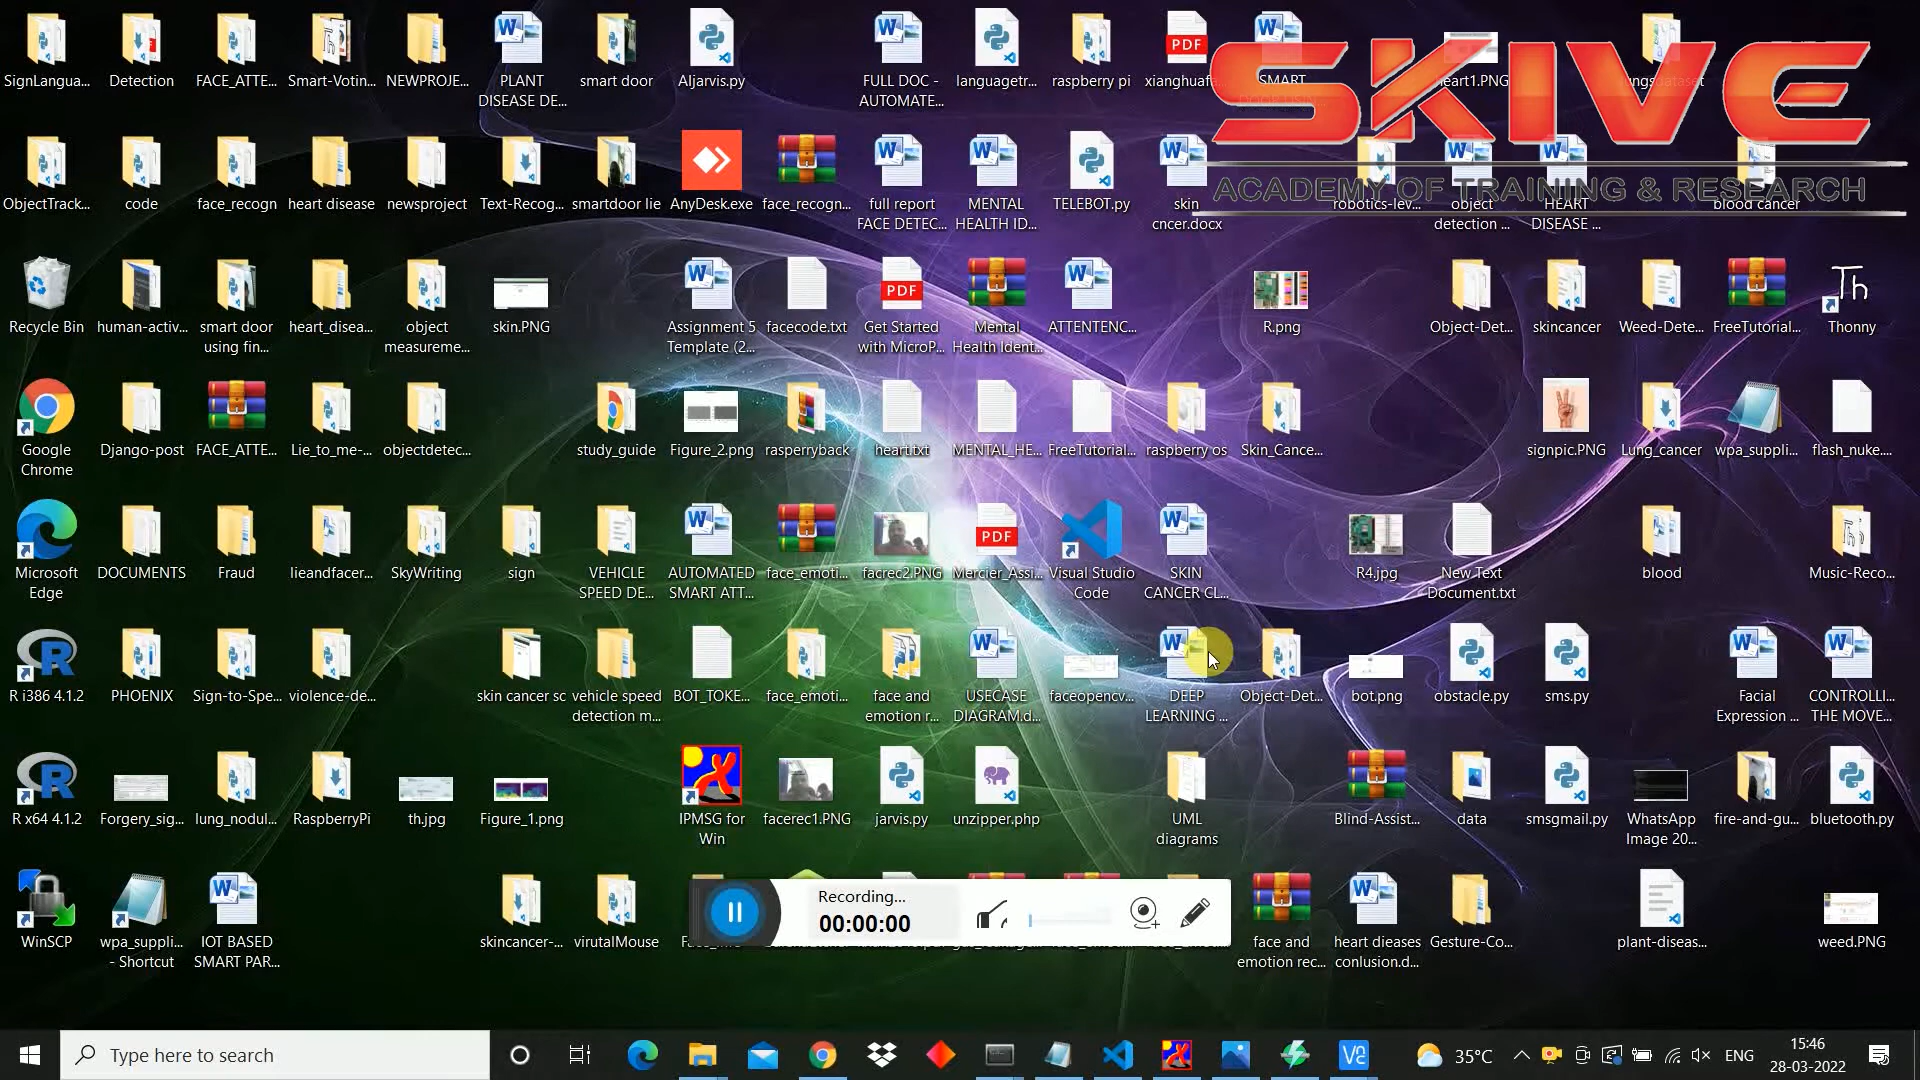 SignLangua...
Detection
FACE_ATTE...
Smart-Votin...
NEWPROJE...
PLANT
DISEASE DE...
smart door
AIjarvis.py
FULL DOC -
AUTOMATE...
languagetr...
raspberry pi
SMART
heart1.PNG
SKIVE
ACADEMY OF TRAINING & RESEARCH
ObjectTrack...
code
face_recogn
heart disease
newsproject
Text-Recog...
smartdoor lie
AnyDesk.exe
face_recogn...
full report
FACE DETEC...
MENTAL
HEALTH ID...
TELEBOT.py
skin
cncer.docx
robotics-lev...
object
detection ...
HEART
DISEASE ...
blood cancer
Recycle Bin
human-activ...
smart door
using fin...
heart_disea...
object
measureme...
skin.PNG
Assignment 5
Template (2...
facecode.txt
Get Started
with MicroP...
Mental
Health Ident...
ATTENTENC...
R.png
Object-Det...
skincancer
Weed-Dete...
FreeTutorial...
Thonny
Google
Chrome
Django-post
FACE_ATTE...
Lie_to_me-...
objectdetec...
study_guide
Figure_2.png
rasperryback
heart.txt
MENTAL_HE...
FreeTutorial...
raspberry os
Skin_Cance...
signpic.PNG
Lung_cancer
wpa_suppli...
flash_nuke....
Microsoft
Edge
DOCUMENTS
Fraud
lieandfacer...
SkyWriting
sign
VEHICLE
SPEED DE...
AUTOMATED
SMART ATT...
face_emoti...
facrec2.PNG
Mercier_Assi...
Visual Studio
Code
SKIN
CANCER CL...
R4.jpg
New Text
Document.txt
blood
Music-Reco...
R i386 4.1.2
PHOENIX
Sign-to-Spe...
violence-de...
skin cancer sc
vehicle speed
detection m...
BOT_TOKE...
face_emoti...
face and
emotion r...
USECASE
DIAGRAM.d...
faceopencv...
DEEP
LEARNING ...
Object-Det...
bot.png
obstacle.py
sms.py
Facial
Expression ...
CONTROLLI...
THE MOVE...
R x64 4.1.2
Forgery_sig...
lung_nodul...
RaspberryPi
th.jpg
Figure_1.png
IPMSG for
Win
facerec1.PNG
jarvis.py
unzipper.php
UML
diagrams
Blind-Assist...
data
smsgmail.py
WhatsApp
Image 20...
fire-and-gu...
bluetooth.py
WinSCP
wpa_suppli...
- Shortcut
IOT BASED
SMART PAR...
skincancer-...
virutalMouse
Recording...
00:00:00
face and
emotion rec...
heart dieases
conlusion.d...
Gesture-Co...
plant-diseas...
weed.PNG
Type here to search
35°C
ENG
15:46
28-03-2022